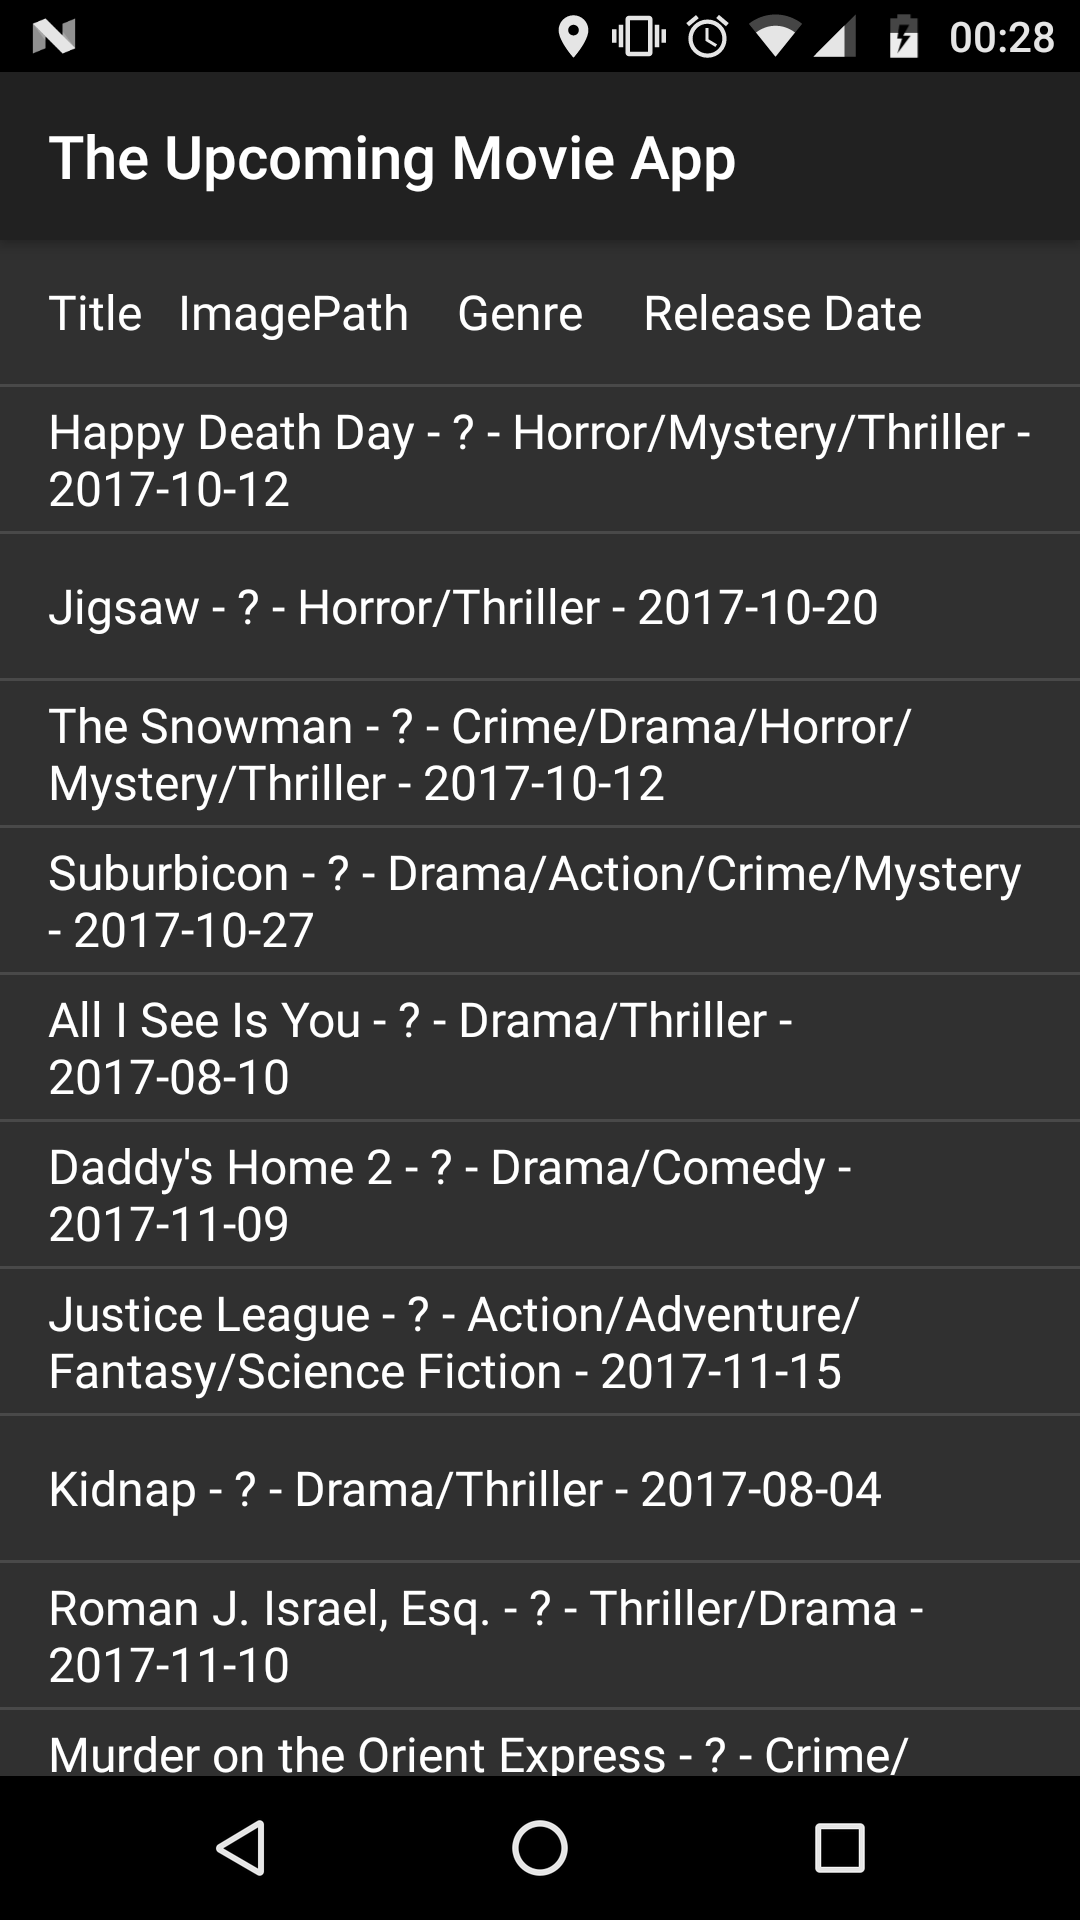 00:28
The Upcoming Movie App
Title ImagePath Genre Release Date
Happy Death Day - ? - Horror/Mystery/Thriller -
2017-10-12
Jigsaw - ? - Horror/Thriller - 2017-10-20
The Snowman - ? - Crime/Drama/Horror/
Mystery/Thriller - 2017-10-12
Suburbicon - ? - Drama/Action/Crime/Mystery
- 2017-10-27
All I See Is You - ? - Drama/Thriller -
2017-08-10
Daddy's Home 2 - ? - Drama/Comedy -
2017-11-09
Justice League - ? - Action/Adventure/
Fantasy/Science Fiction - 2017-11-15
Kidnap - ? - Drama/Thriller - 2017-08-04
Roman J. Israel, Esq. - ? - Thriller/Drama -
2017-11-10
Murder on the Orient Express - ? - Crime/